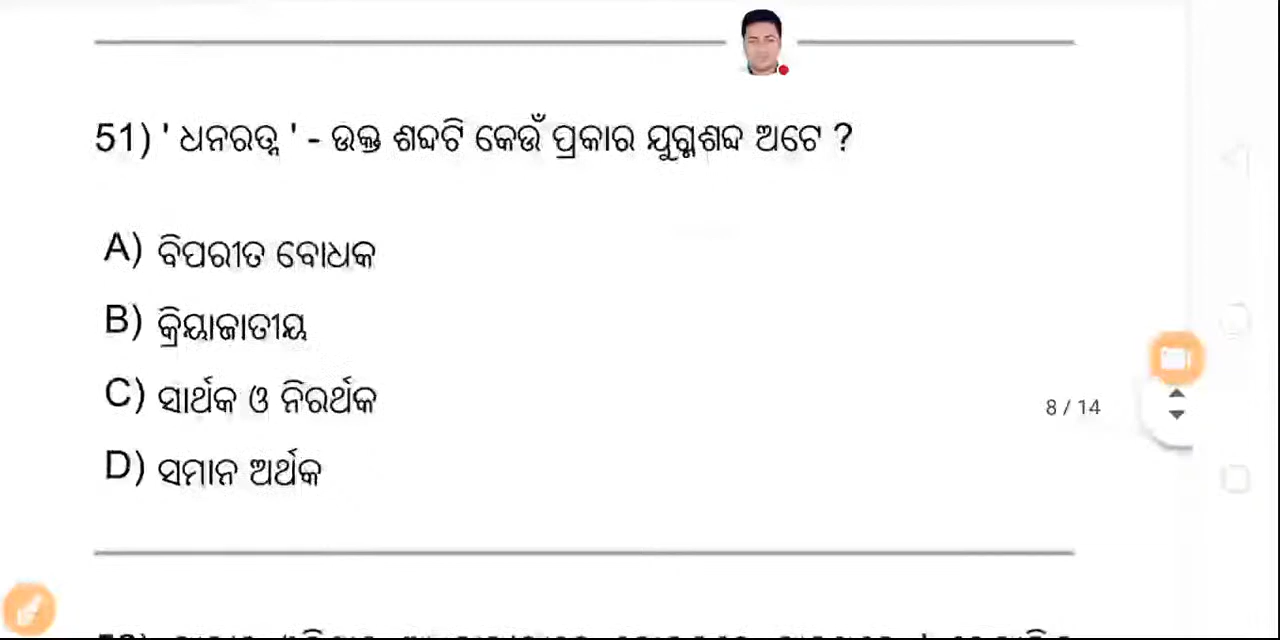 51) ' ଧନରତ୍ନ ' - ଉକ୍ତ ଶବ୍ଦଟି କେଉଁ ପ୍ରକାର ଯୁଗ୍ମଶବ୍ଦ ଅଟେ ?
A) ବିପରୀତ ବୋଧକ
B) କ୍ରିୟାଜାତୀୟ
C) ସାର୍ଥକ ଓ ନିରର୍ଥକ
8 / 14
D) ସମାନ ଅର୍ଥକ